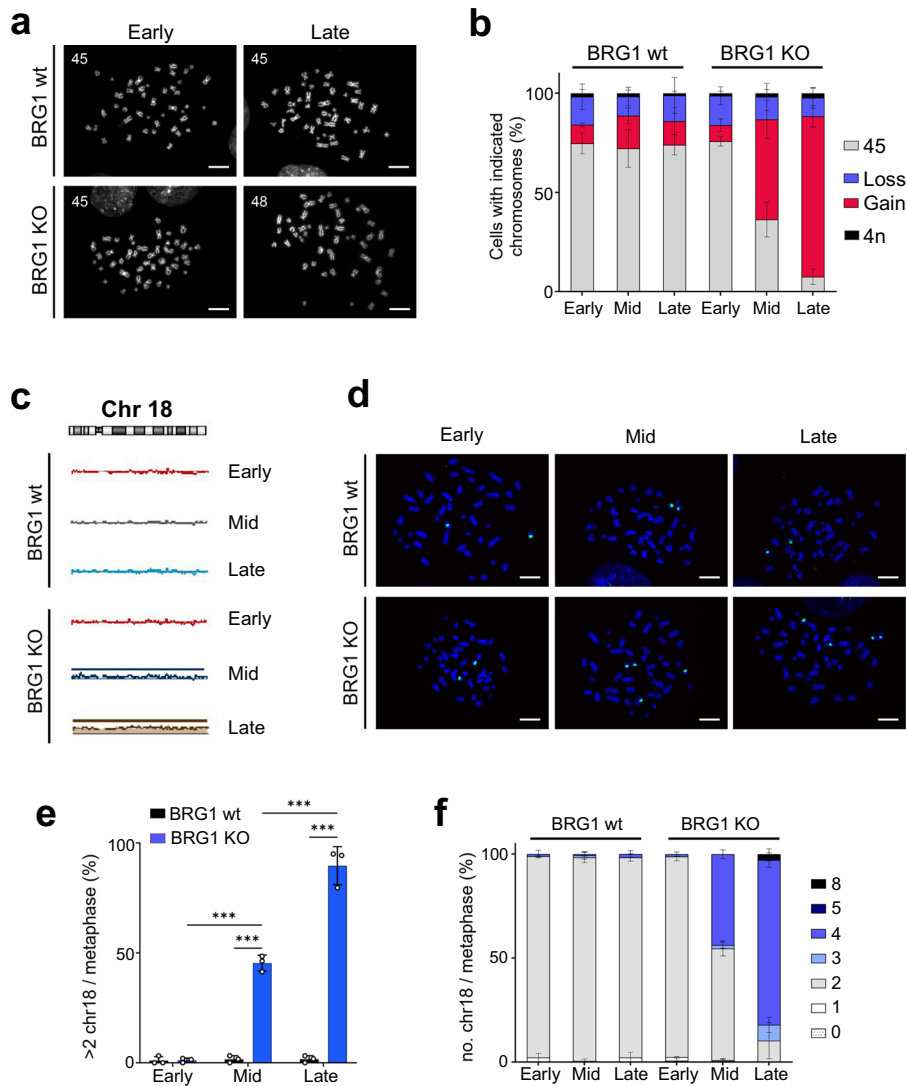 a
Early Late
BRG1 wt
45
45
BRG1 KO
45
48
b
BRG1 wt BRG1 KO
Cells with indicated chromosomes (%)
100
50
0
Early Mid Late Early Mid Late
45
Loss
Gain
4n
c
Chr 18
BRG1 wt
Early
Mid
Late
BRG1 KO
Early
Mid
Late
d
Early Mid Late
BRG1 wt
BRG1 KO
e
BRG1 wt
BRG1 KO
>2 chr18 / metaphase (%)
100
50
0
***
***
***
***
Early Mid Late
f
BRG1 wt BRG1 KO
no. chr18 / metaphase (%)
100
50
0
Early Mid Late Early Mid Late
8
5
4
3
2
1
0